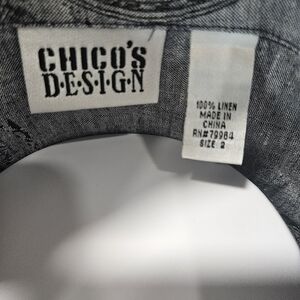 CHICO'S
D·E·S·I·G·N
100% LINEN
MADE IN
CHINA
RN#79984
SIZE 2